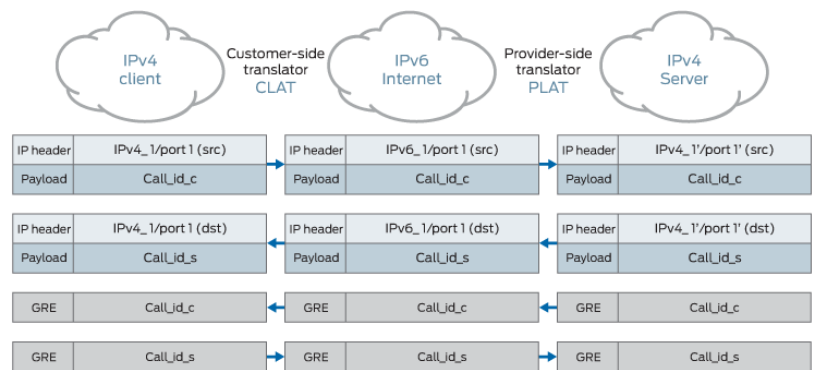 IPv4
client
Customer-side
translator
CLAT
IPv6
Internet
Provider-side
translator
PLAT
IPv4
Server
IP header IPv4_1/port 1 (src) IP header IPv6_1/port 1 (src) IP header IPv4_1'/port 1' (src)
Payload Call_id_c Payload Call_id_c Payload Call_id_c
IP header IPv4_1/port 1 (dst) IP header IPv6_1/port 1 (dst) IP header IPv4_1'/port 1' (dst)
Payload Call_id_s Payload Call_id_s Payload Call_id_s
GRE Call_id_c GRE Call_id_c GRE Call_id_c
GRE Call_id_s GRE Call_id_s GRE Call_id_s